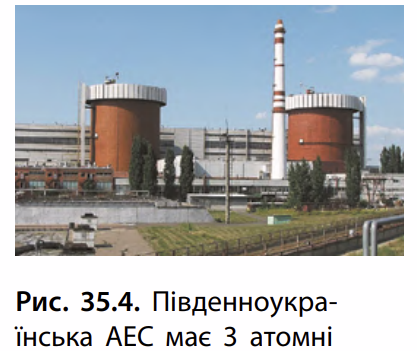 Рис. 35.4. Південноукра-
їнська АЕС має 3 атомні